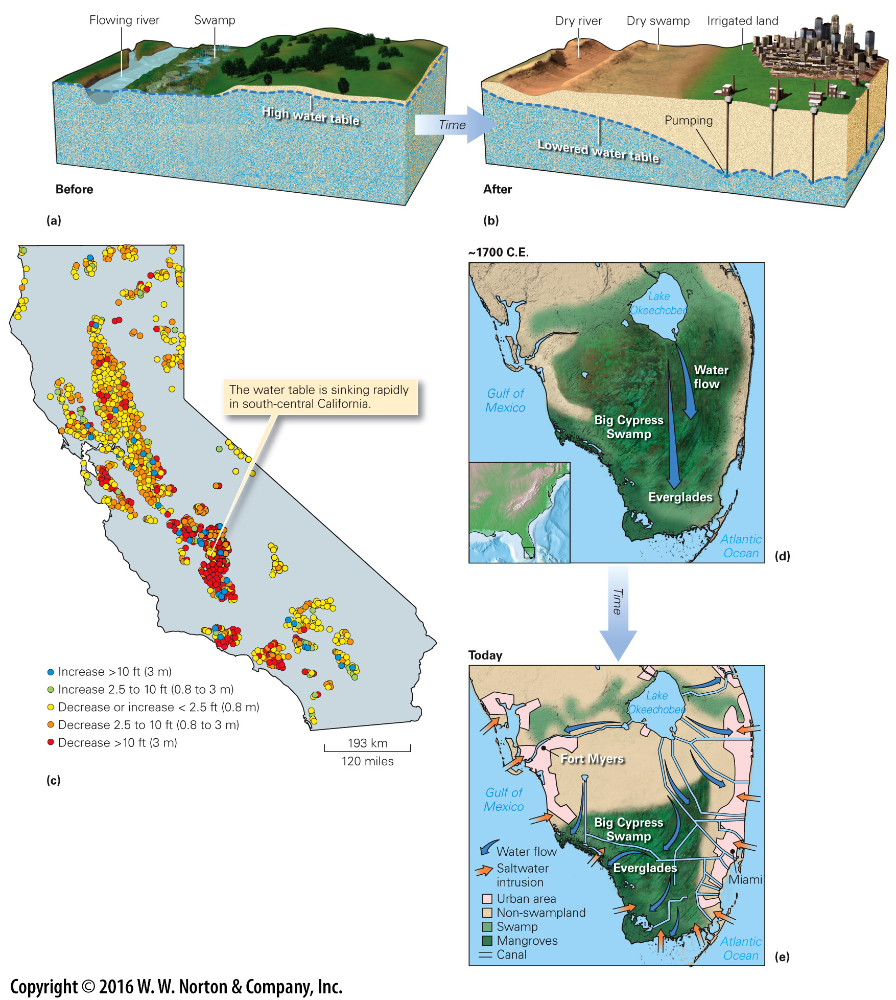 Flowing river
Swamp
High water table
Before
(a)
Time
Dry river
Dry swamp
Irrigated land
Pumping
Lowered water table
After
(b)
The water table is sinking rapidly
in south-central California.
Increase >10 ft (3 m)
Increase 2.5 to 10 ft (0.8 to 3 m)
Decrease or increase < 2.5 ft (0.8 m)
Decrease 2.5 to 10 ft (0.8 to 3 m)
Decrease >10 ft (3 m)
193 km
120 miles
(c)
~1700 C.E.
Lake
Okeechobee
Water
flow
Gulf of
Mexico
Big Cypress
Swamp
Everglades
Atlantic
Ocean
(d)
Time
Today
Lake
Okeechobee
Fort Myers
Gulf of
Mexico
Big Cypress
Swamp
Everglades
Miami
Water flow
Saltwater
intrusion
Urban area
Non-swampland
Swamp
Mangroves
Canal
Atlantic
Ocean
(e)
Copyright © 2016 W. W. Norton & Company, Inc.